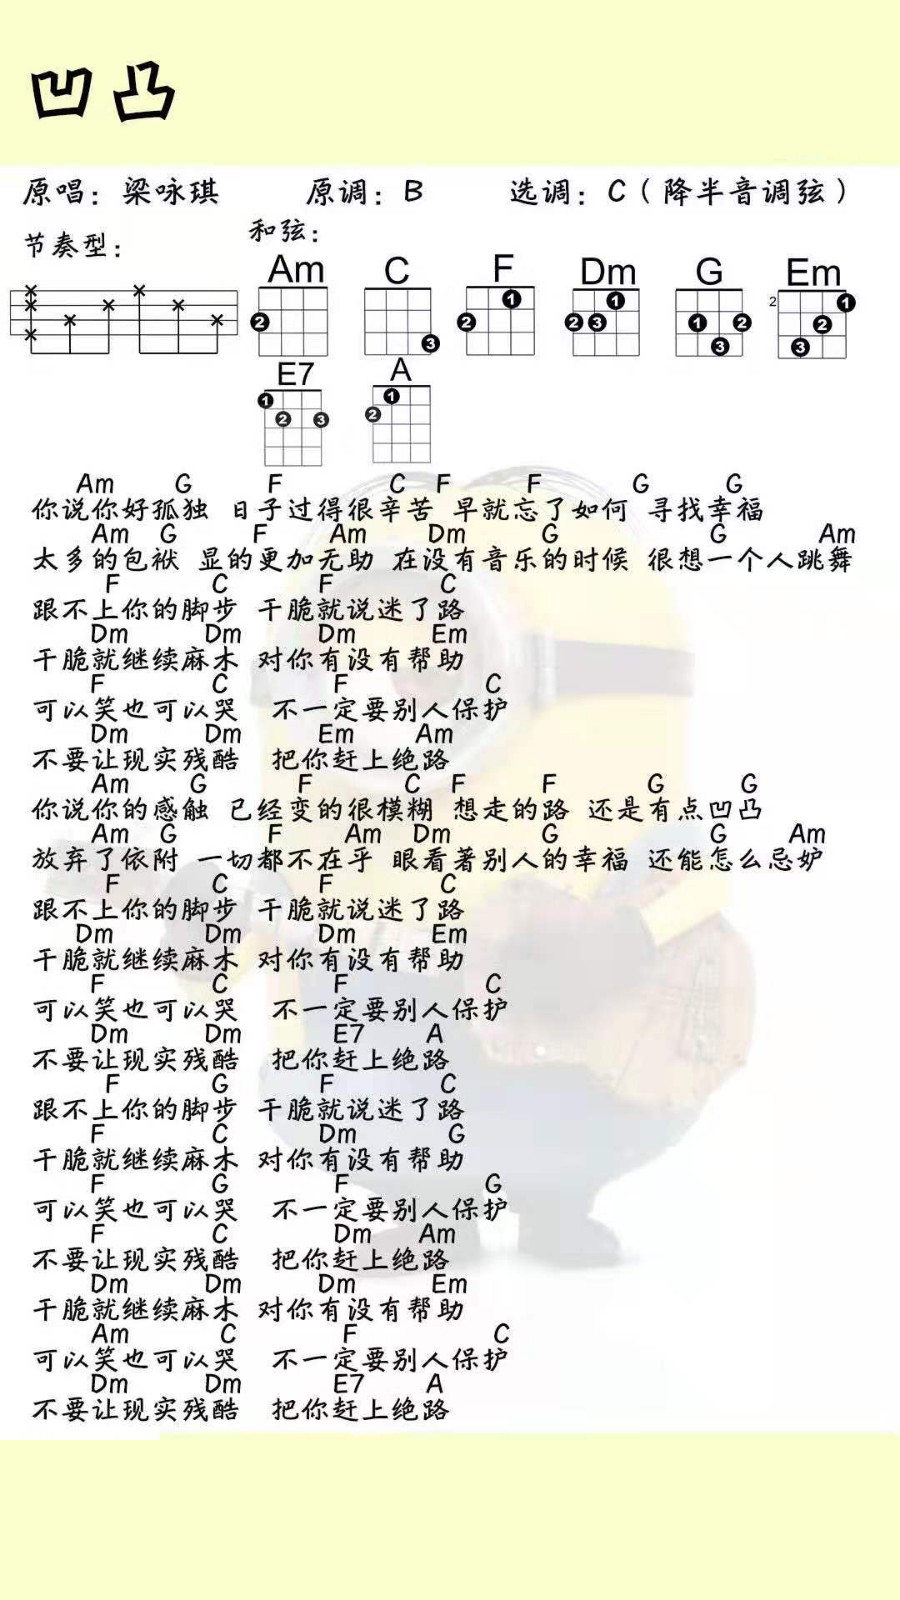 凹凸
原唱：梁咏琪 原调：B 选调：C（降半音调弦）
节奏型： 和弦：
Am C F Dm G Em
2 1 1 1
2 2 2 3 1 2 2
3 3 3
E7 A
1 1
2 3 2
Am G F C F F G G
你说你好孤独 日子过得很辛苦 早就忘了如何 寻找幸福
Am G F Am Dm G G Am
太多的包袱 显的更加无助 在没有音乐的时候 很想一个人跳舞
F C F C
跟不上你的脚步 干脆就说迷了路
Dm Dm Dm Em
干脆就继续麻木 对你有没有帮助
F C F C
可以笑也可以哭 不一定要别人保护
Dm Dm Em Am
不要让现实残酷 把你赶上绝路
Am G F C F F G G
你说你的感触 已经变的很模糊 想走的路 还是有点凹凸
Am G F Am Dm G G Am
放弃了依附 一切都不在乎 眼看著别人的幸福 还能怎么忌妒
F C F C
跟不上你的脚步 干脆就说迷了路
Dm Dm Dm Em
干脆就继续麻木 对你有没有帮助
F C F C
可以笑也可以哭 不一定要别人保护
Dm Dm E7 A
不要让现实残酷 把你赶上绝路
F G F C
跟不上你的脚步 干脆就说迷了路
F C Dm G
干脆就继续麻木 对你有没有帮助
F G F G
可以笑也可以哭 不一定要别人保护
F C Dm Am
不要让现实残酷 把你赶上绝路
Dm Dm Dm Em
干脆就继续麻木 对你有没有帮助
Am C F C
可以笑也可以哭 不一定要别人保护
Dm Dm E7 A
不要让现实残酷 把你赶上绝路